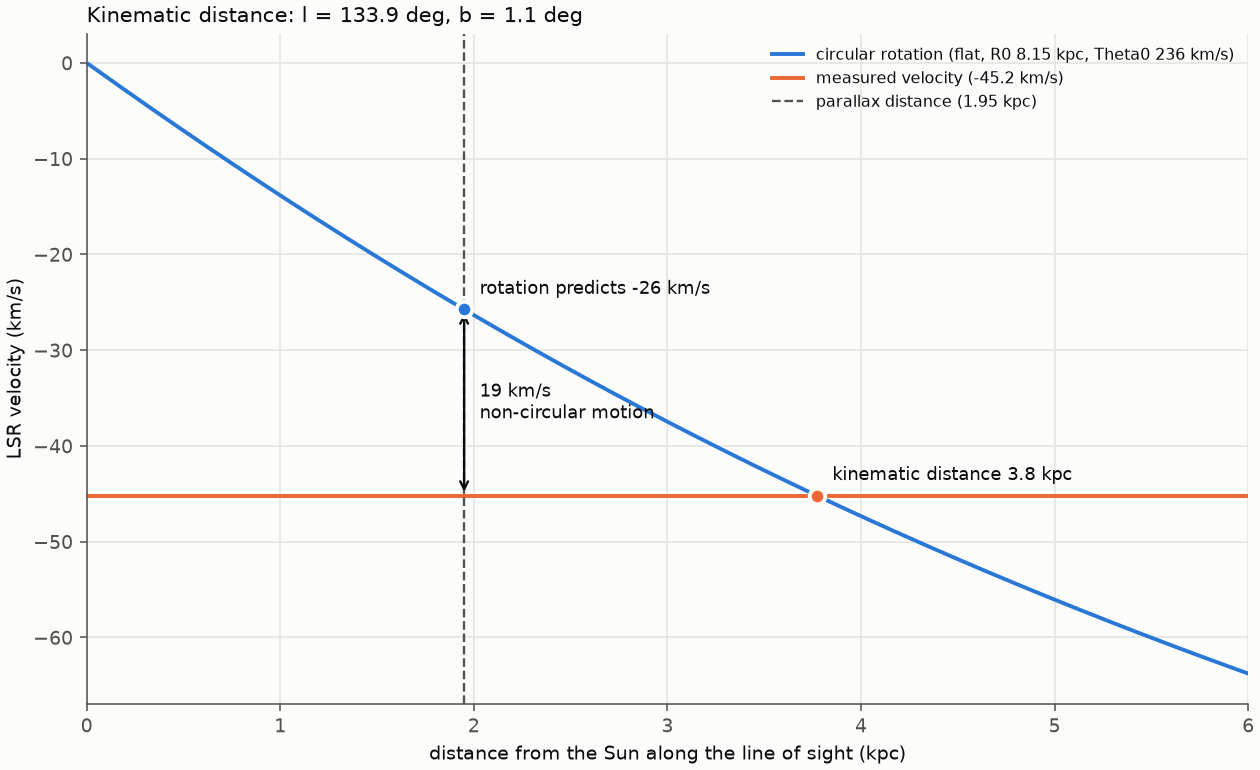 Kinematic distance: l = 133.9 deg, b = 1.1 deg
circular rotation (flat, R0 8.15 kpc, Theta0 236 km/s)
measured velocity (-45.2 km/s)
parallax distance (1.95 kpc)
0
−10
−20
−30
−40
−50
−60
LSR velocity (km/s)
rotation predicts -26 km/s
19 km/s
non-circular motion
kinematic distance 3.8 kpc
0 1 2 3 4 5 6
distance from the Sun along the line of sight (kpc)